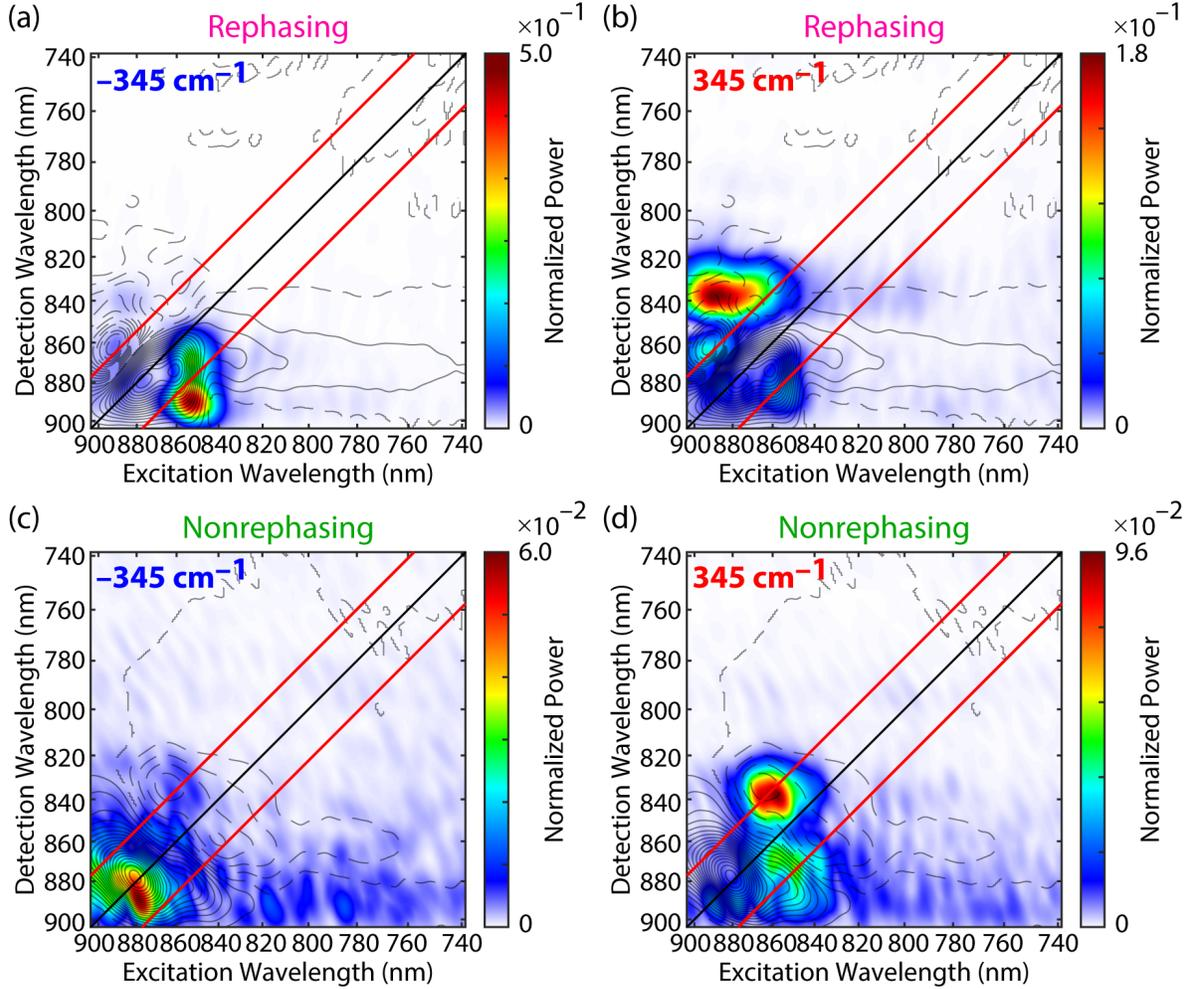 (a)
Rephasing
×10⁻¹
–345 cm⁻¹
5.0
0
Normalized Power
Detection Wavelength (nm)
740
760
780
800
820
840
860
880
900
900 880 860 840 820 800 780 760 740
Excitation Wavelength (nm)
(b)
Rephasing
×10⁻¹
345 cm⁻¹
1.8
0
Normalized Power
Detection Wavelength (nm)
740
760
780
800
820
840
860
880
900
900 880 860 840 820 800 780 760 740
Excitation Wavelength (nm)
(c)
Nonrephasing
×10⁻²
–345 cm⁻¹
6.0
0
Normalized Power
Detection Wavelength (nm)
740
760
780
800
820
840
860
880
900
900 880 860 840 820 800 780 760 740
Excitation Wavelength (nm)
(d)
Nonrephasing
×10⁻²
345 cm⁻¹
9.6
0
Normalized Power
Detection Wavelength (nm)
740
760
780
800
820
840
860
880
900
900 880 860 840 820 800 780 760 740
Excitation Wavelength (nm)